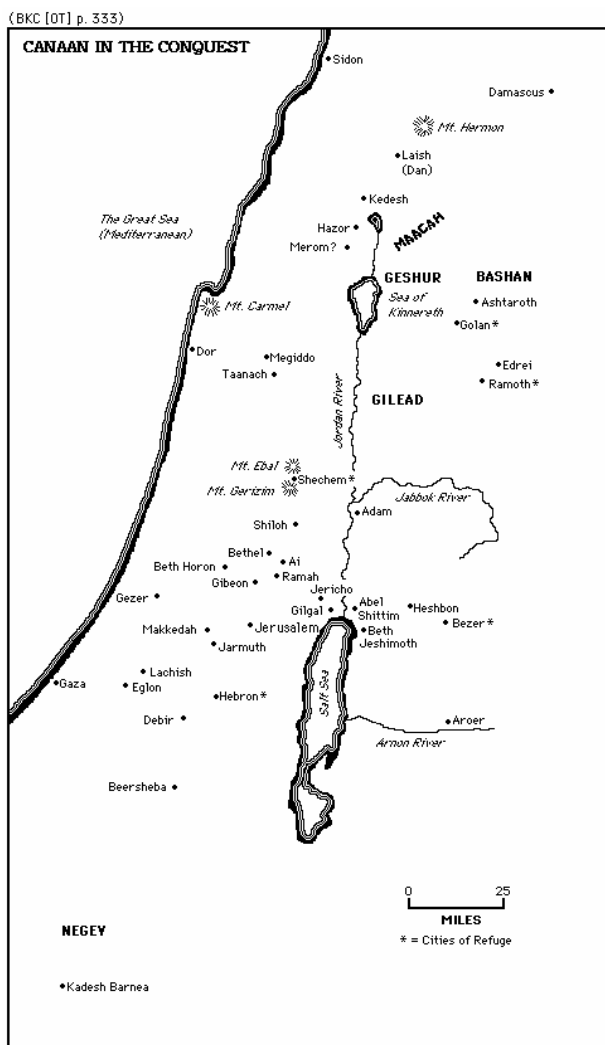 (BKC [OT] p. 333)
CANAAN IN THE CONQUEST
Sidon
Damascus
Mt. Hermon
Laish
(Dan)
Kedesh
The Great Sea
(Mediterranean)
Hazor
MAACAH
Merom?
GESHUR
BASHAN
Sea of
Kinnereth
Ashtaroth
Mt. Carmel
Golan*
Dor
Megiddo
Edrei
Taanach
Ramoth*
GILEAD
Jordan River
Mt. Ebal
Shechem*
Mt. Gerizim
Jabbok River
Adam
Shiloh
Bethel
Ai
Beth Horon
Ramah
Gibeon
Jericho
Gezer
Gilgal
Abel
Shittim
Heshbon
Bezer*
Makkedah
Jerusalem
Beth
Jeshimoth
Jarmuth
Lachish
Gaza
Eglon
Hebron*
Salt Sea
Debir
Aroer
Arnon River
Beersheba
0 25
MILES
* = Cities of Refuge
NEGEV
Kadesh Barnea